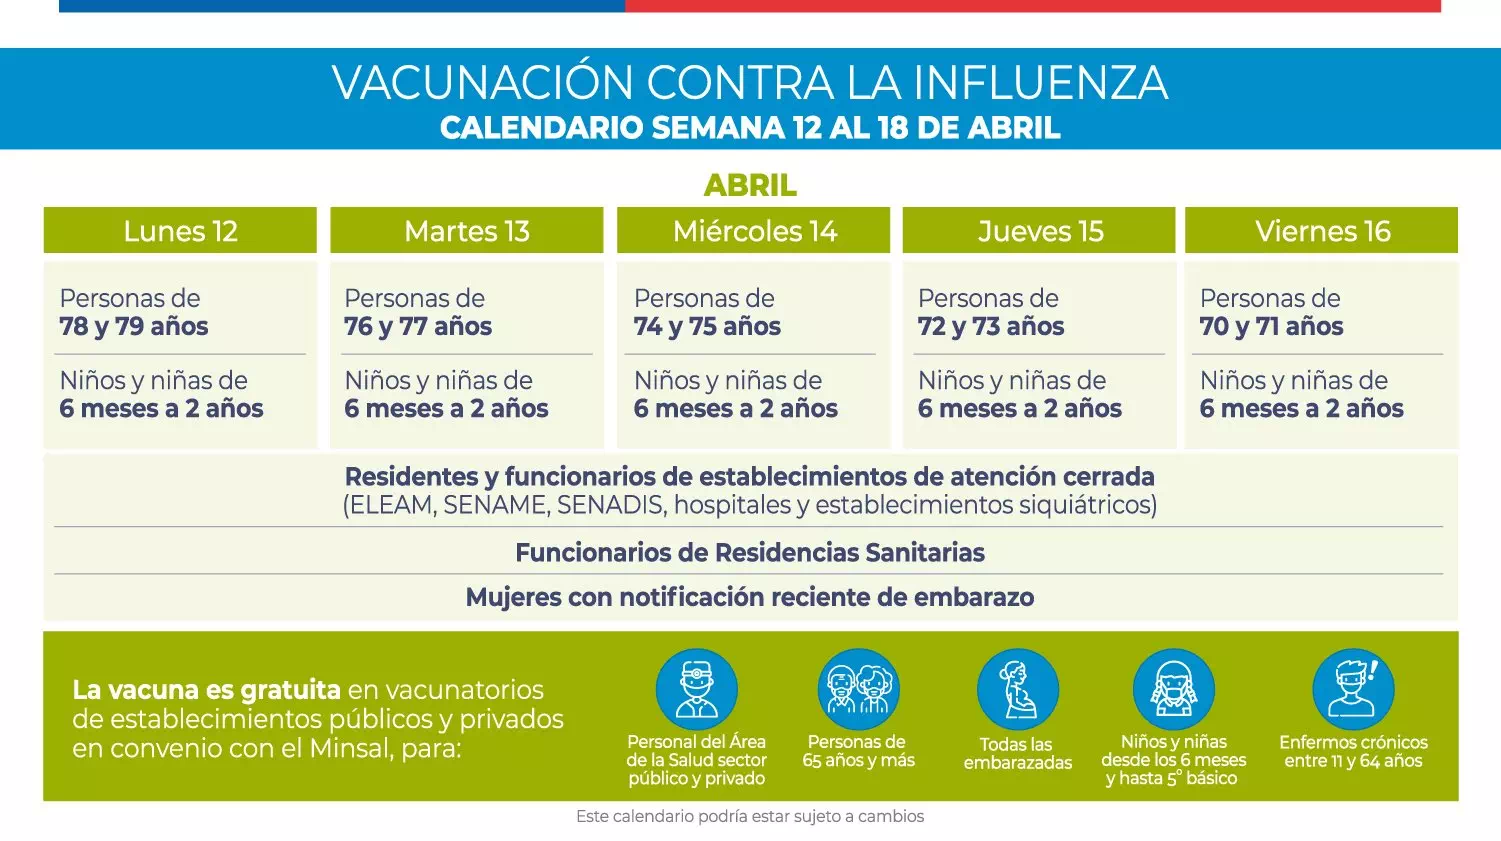 VACUNACIÓN CONTRA LA INFLUENZA
CALENDARIO SEMANA 12 AL 18 DE ABRIL
ABRIL
Lunes 12
Personas de
78 y 79 años
Niños y niñas de
6 meses a 2 años
Martes 13
Personas de
76 y 77 años
Niños y niñas de
6 meses a 2 años
Miércoles 14
Personas de
74 y 75 años
Niños y niñas de
6 meses a 2 años
Jueves 15
Personas de
72 y 73 años
Niños y niñas de
6 meses a 2 años
Viernes 16
Personas de
70 y 71 años
Niños y niñas de
6 meses a 2 años
Residentes y funcionarios de establecimientos de atención cerrada
(ELEAM, SENAME, SENADIS, hospitales y establecimientos siquiátricos)
Funcionarios de Residencias Sanitarias
Mujeres con notificación reciente de embarazo
La vacuna es gratuita en vacunatorios
de establecimientos públicos y privados
en convenio con el Minsal, para:
Personal del Área
de la Salud sector
público y privado
Personas de
65 años y más
Todas las
embarazadas
Niños y niñas
desde los 6 meses
y hasta 5° básico
Enfermos crónicos
entre 11 y 64 años
Este calendario podría estar sujeto a cambios